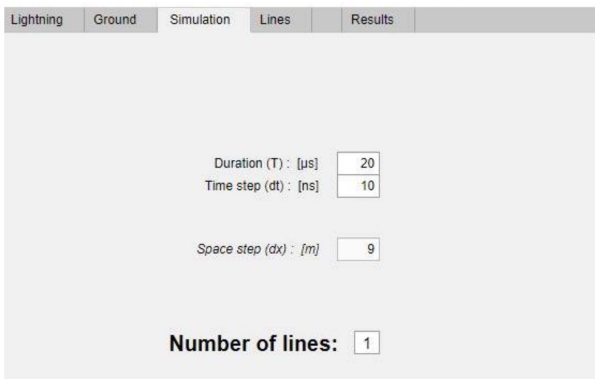 Lightning Ground Simulation Lines Results
Duration (T) : [µs] 20
Time step (dt) : [ns] 10
Space step (dx) : [m] 9
Number of lines: 1